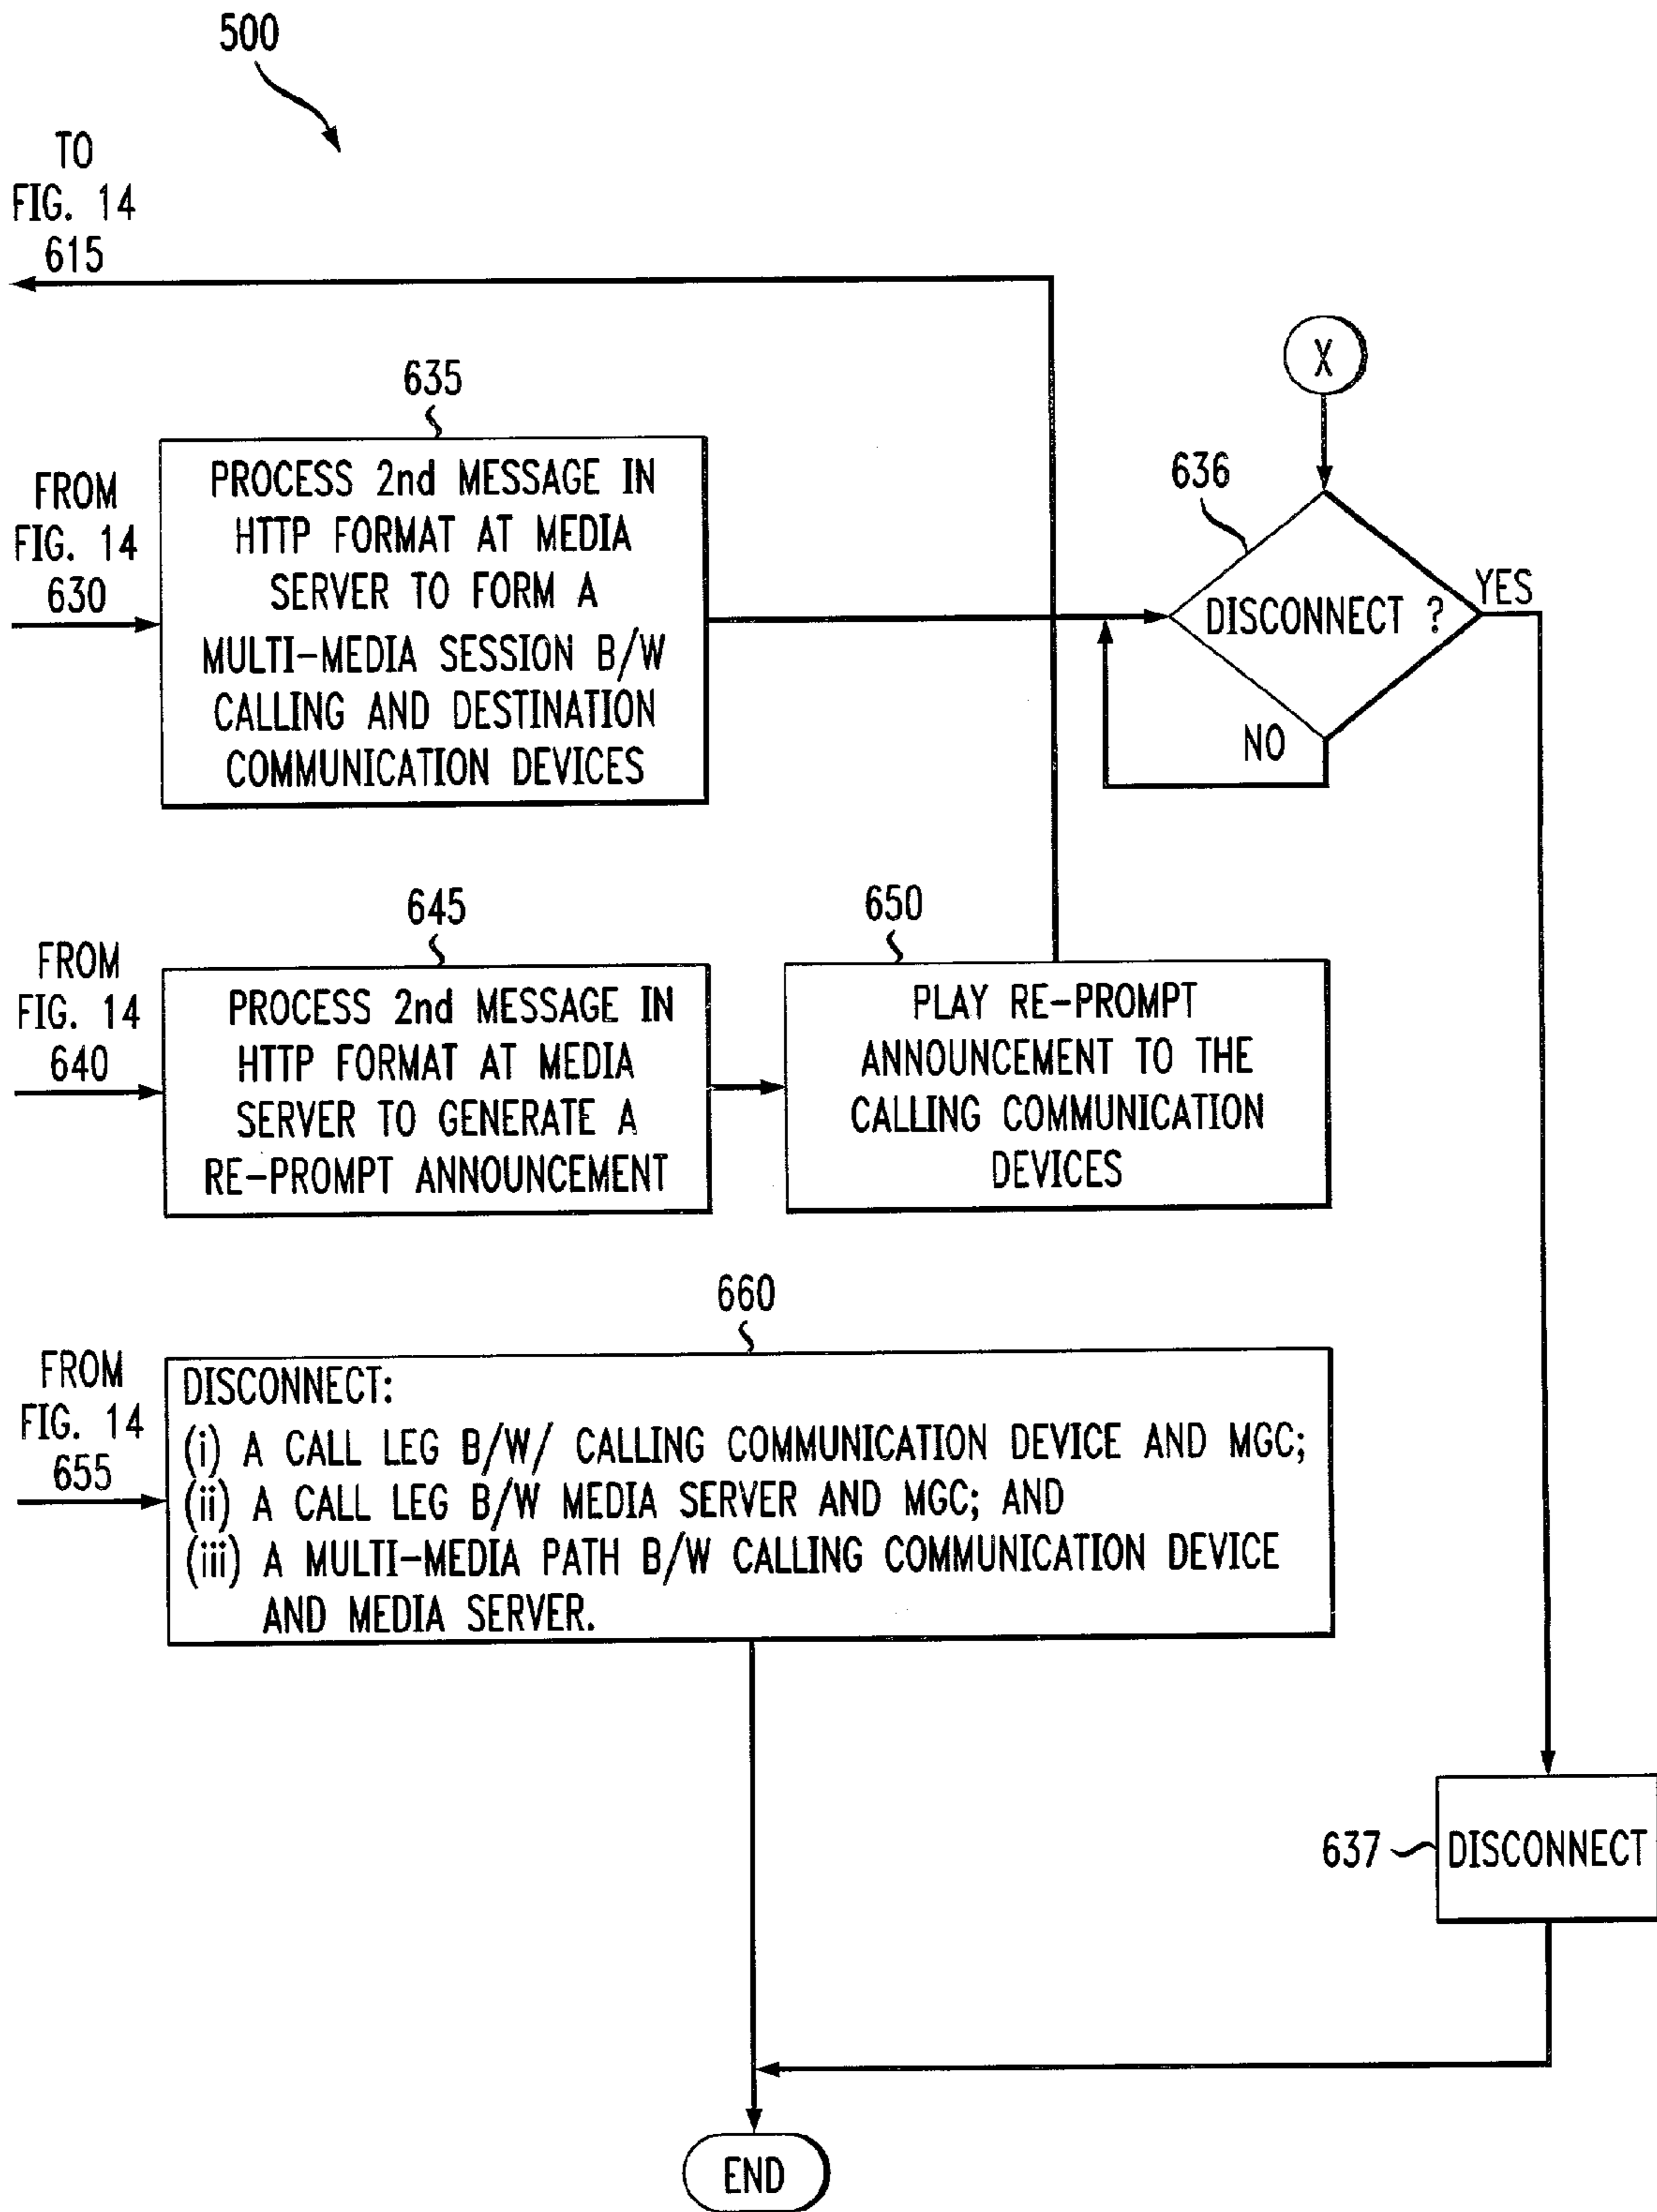 500
TO
FIG. 14
615
X
635
636
FROM
FIG. 14
630
PROCESS 2nd MESSAGE IN
HTTP FORMAT AT MEDIA
SERVER TO FORM A
MULTI-MEDIA SESSION B/W
CALLING AND DESTINATION
COMMUNICATION DEVICES
DISCONNECT ?
YES
NO
645
650
FROM
FIG. 14
640
PROCESS 2nd MESSAGE IN
HTTP FORMAT AT MEDIA
SERVER TO GENERATE A
RE-PROMPT ANNOUNCEMENT
PLAY RE-PROMPT
ANNOUNCEMENT TO THE
CALLING COMMUNICATION
DEVICES
660
FROM
FIG. 14
655
DISCONNECT:
(i) A CALL LEG B/W/ CALLING COMMUNICATION DEVICE AND MGC;
(ii) A CALL LEG B/W MEDIA SERVER AND MGC; AND
(iii) A MULTI-MEDIA PATH B/W CALLING COMMUNICATION DEVICE
AND MEDIA SERVER.
637
DISCONNECT
END